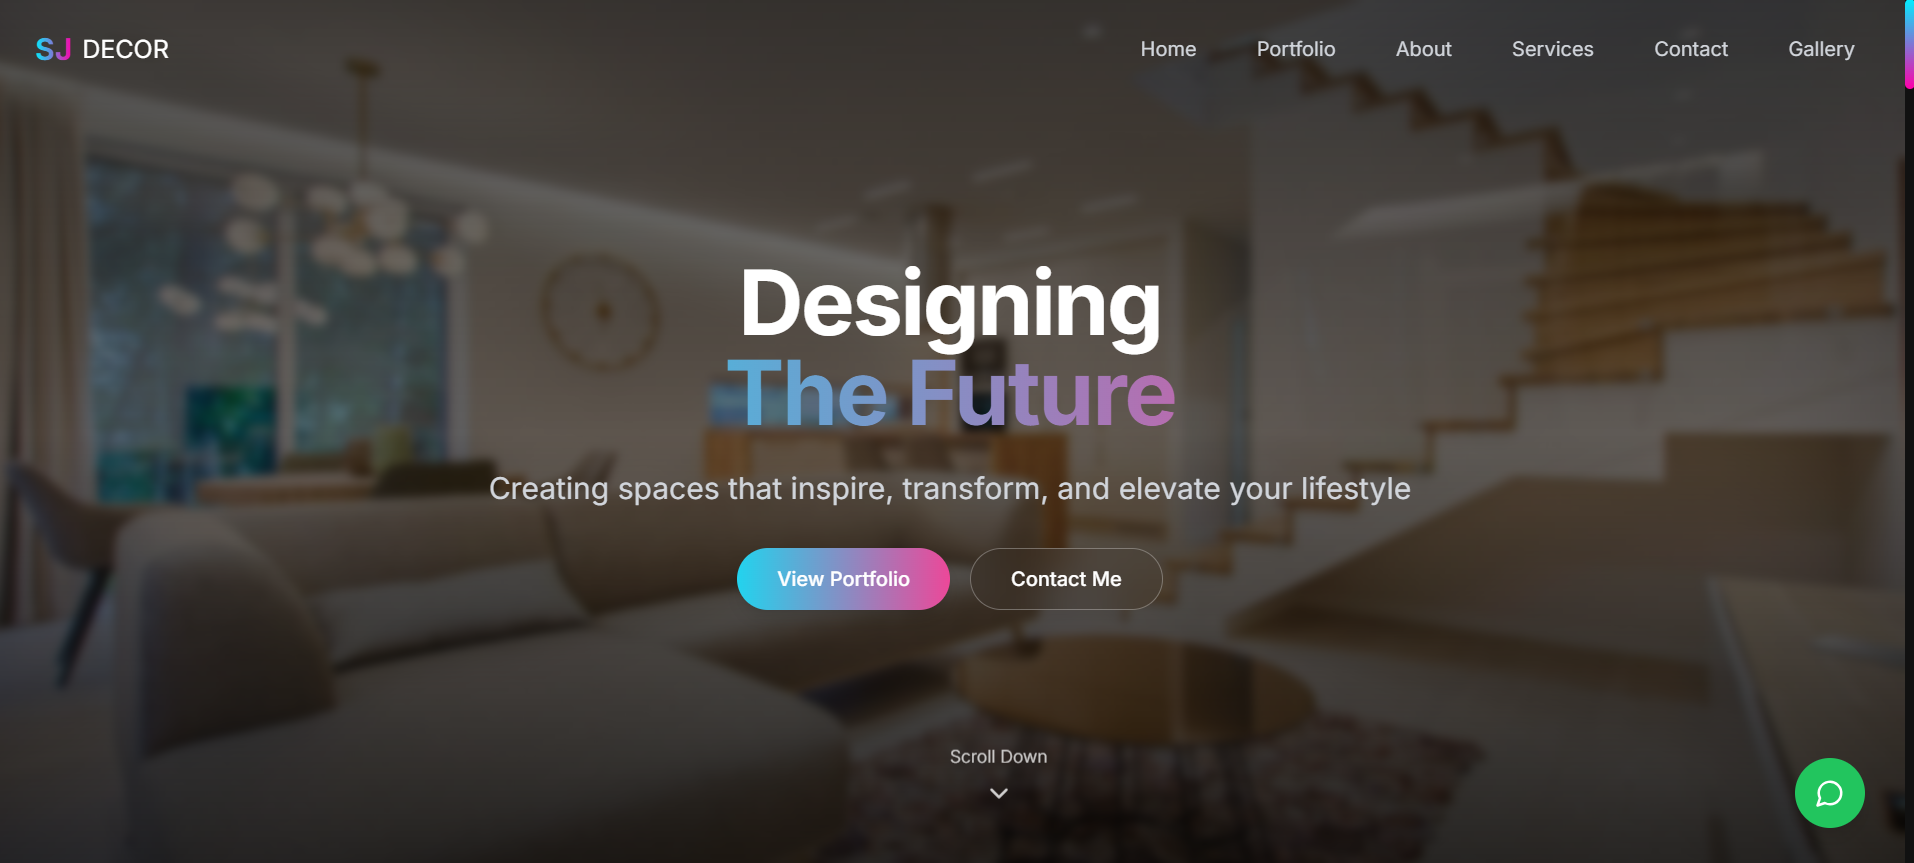 SJ DECOR
Home Portfolio About Services Contact Gallery
Designing
The Future
Creating spaces that inspire, transform, and elevate your lifestyle
View Portfolio Contact Me
Scroll Down